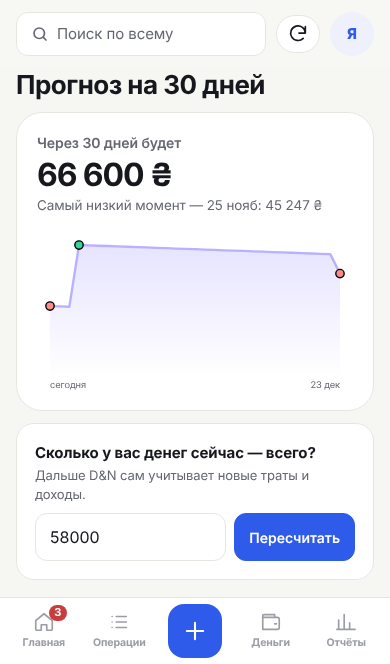 Поиск по всему
Я
Прогноз на 30 дней
Через 30 дней будет
66 600 ₴
Самый низкий момент — 25 нояб: 45 247 ₴
сегодня
23 дек
Сколько у вас денег сейчас — всего?
Дальше D&N сам учитывает новые траты и
доходы.
58000
Пересчитать
3
Главная
Операции
Деньги
Отчёты